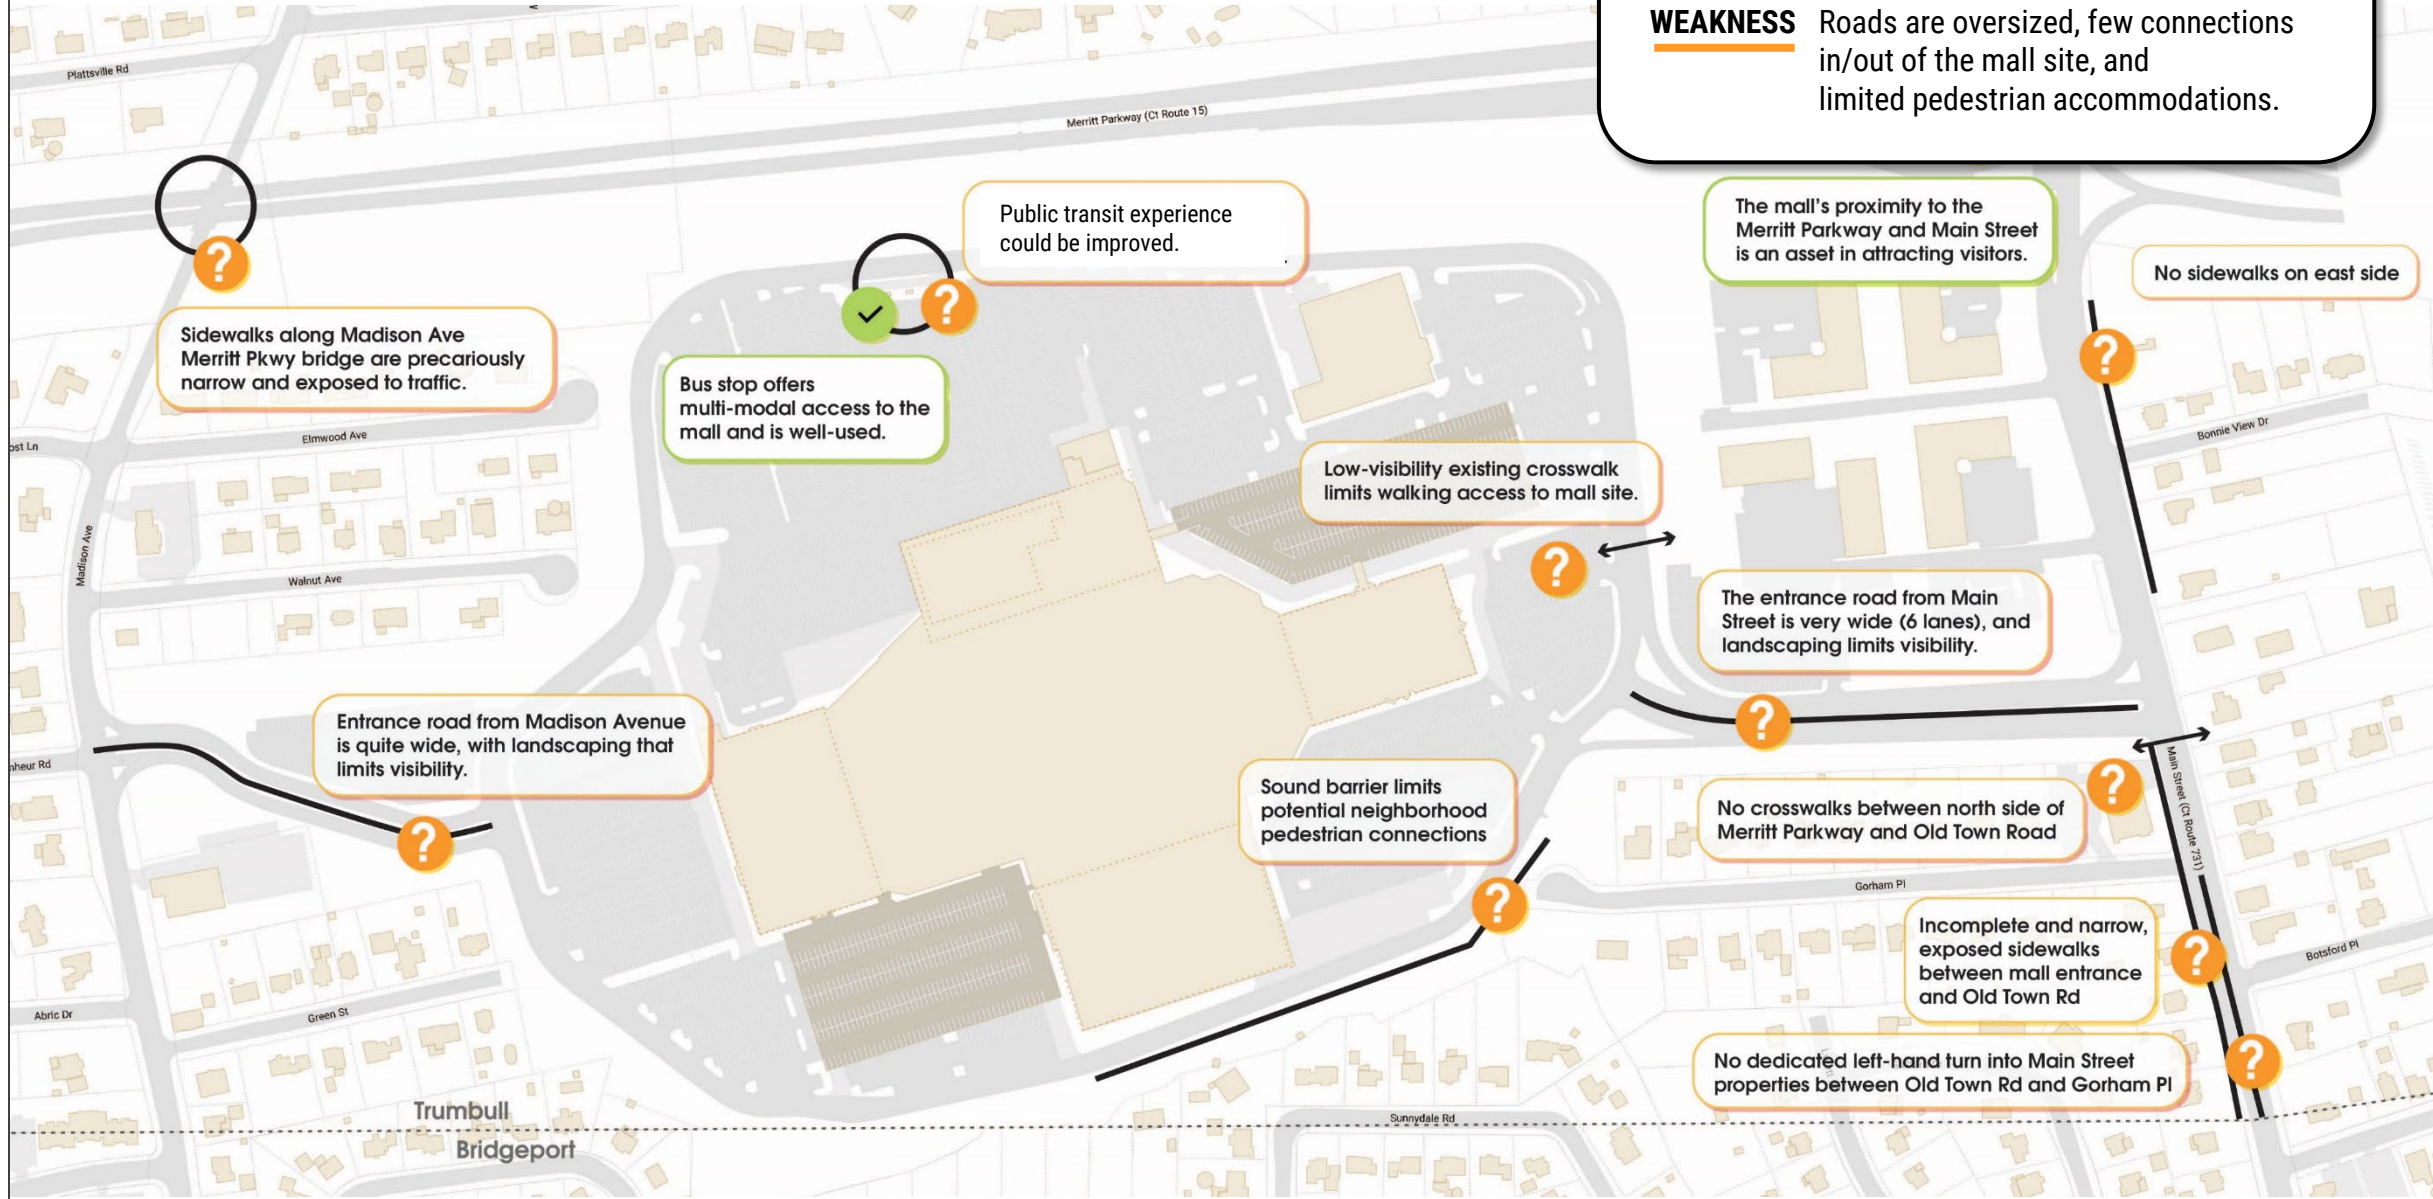 WEAKNESS Roads are oversized, few connections
in/out of the mall site, and
limited pedestrian accommodations.
Plattsville Rd
Merritt Parkway (Ct Route 15)
Public transit experience
could be improved.
The mall's proximity to the
Merritt Parkway and Main Street
is an asset in attracting visitors.
No sidewalks on east side
?
?
?
Sidewalks along Madison Ave
Merritt Pkwy bridge are precariously
narrow and exposed to traffic.
Bus stop offers
multi-modal access to the
mall and is well-used.
Bonnie View Dr
Elmwood Ave
ost Ln
Low-visibility existing crosswalk
limits walking access to mall site.
?
Madison Ave
Walnut Ave
The entrance road from Main
Street is very wide (6 lanes), and
landscaping limits visibility.
?
Entrance road from Madison Avenue
is quite wide, with landscaping that
limits visibility.
nheur Rd
?
Sound barrier limits
potential neighborhood
pedestrian connections
?
No crosswalks between north side of
Merritt Parkway and Old Town Road
?
Main Street (Ct Route 731)
Gorham Pl
Incomplete and narrow,
exposed sidewalks
between mall entrance
and Old Town Rd
?
Botsford Pl
Abric Dr
Green St
No dedicated left-hand turn into Main Street
properties between Old Town Rd and Gorham Pl
?
Trumbull
Bridgeport
Sunnydale Rd